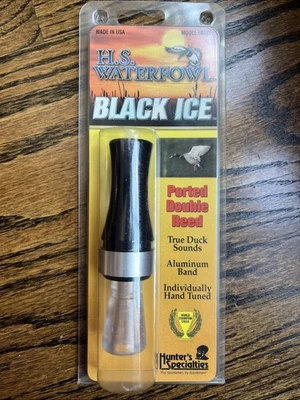 MADE IN USA
H.S.
WATERFOWL
BLACK ICE
Ported
Double
Reed
True Duck
Sounds
Aluminum
Band
Individually
Hand Tuned
Hunter's
Specialties